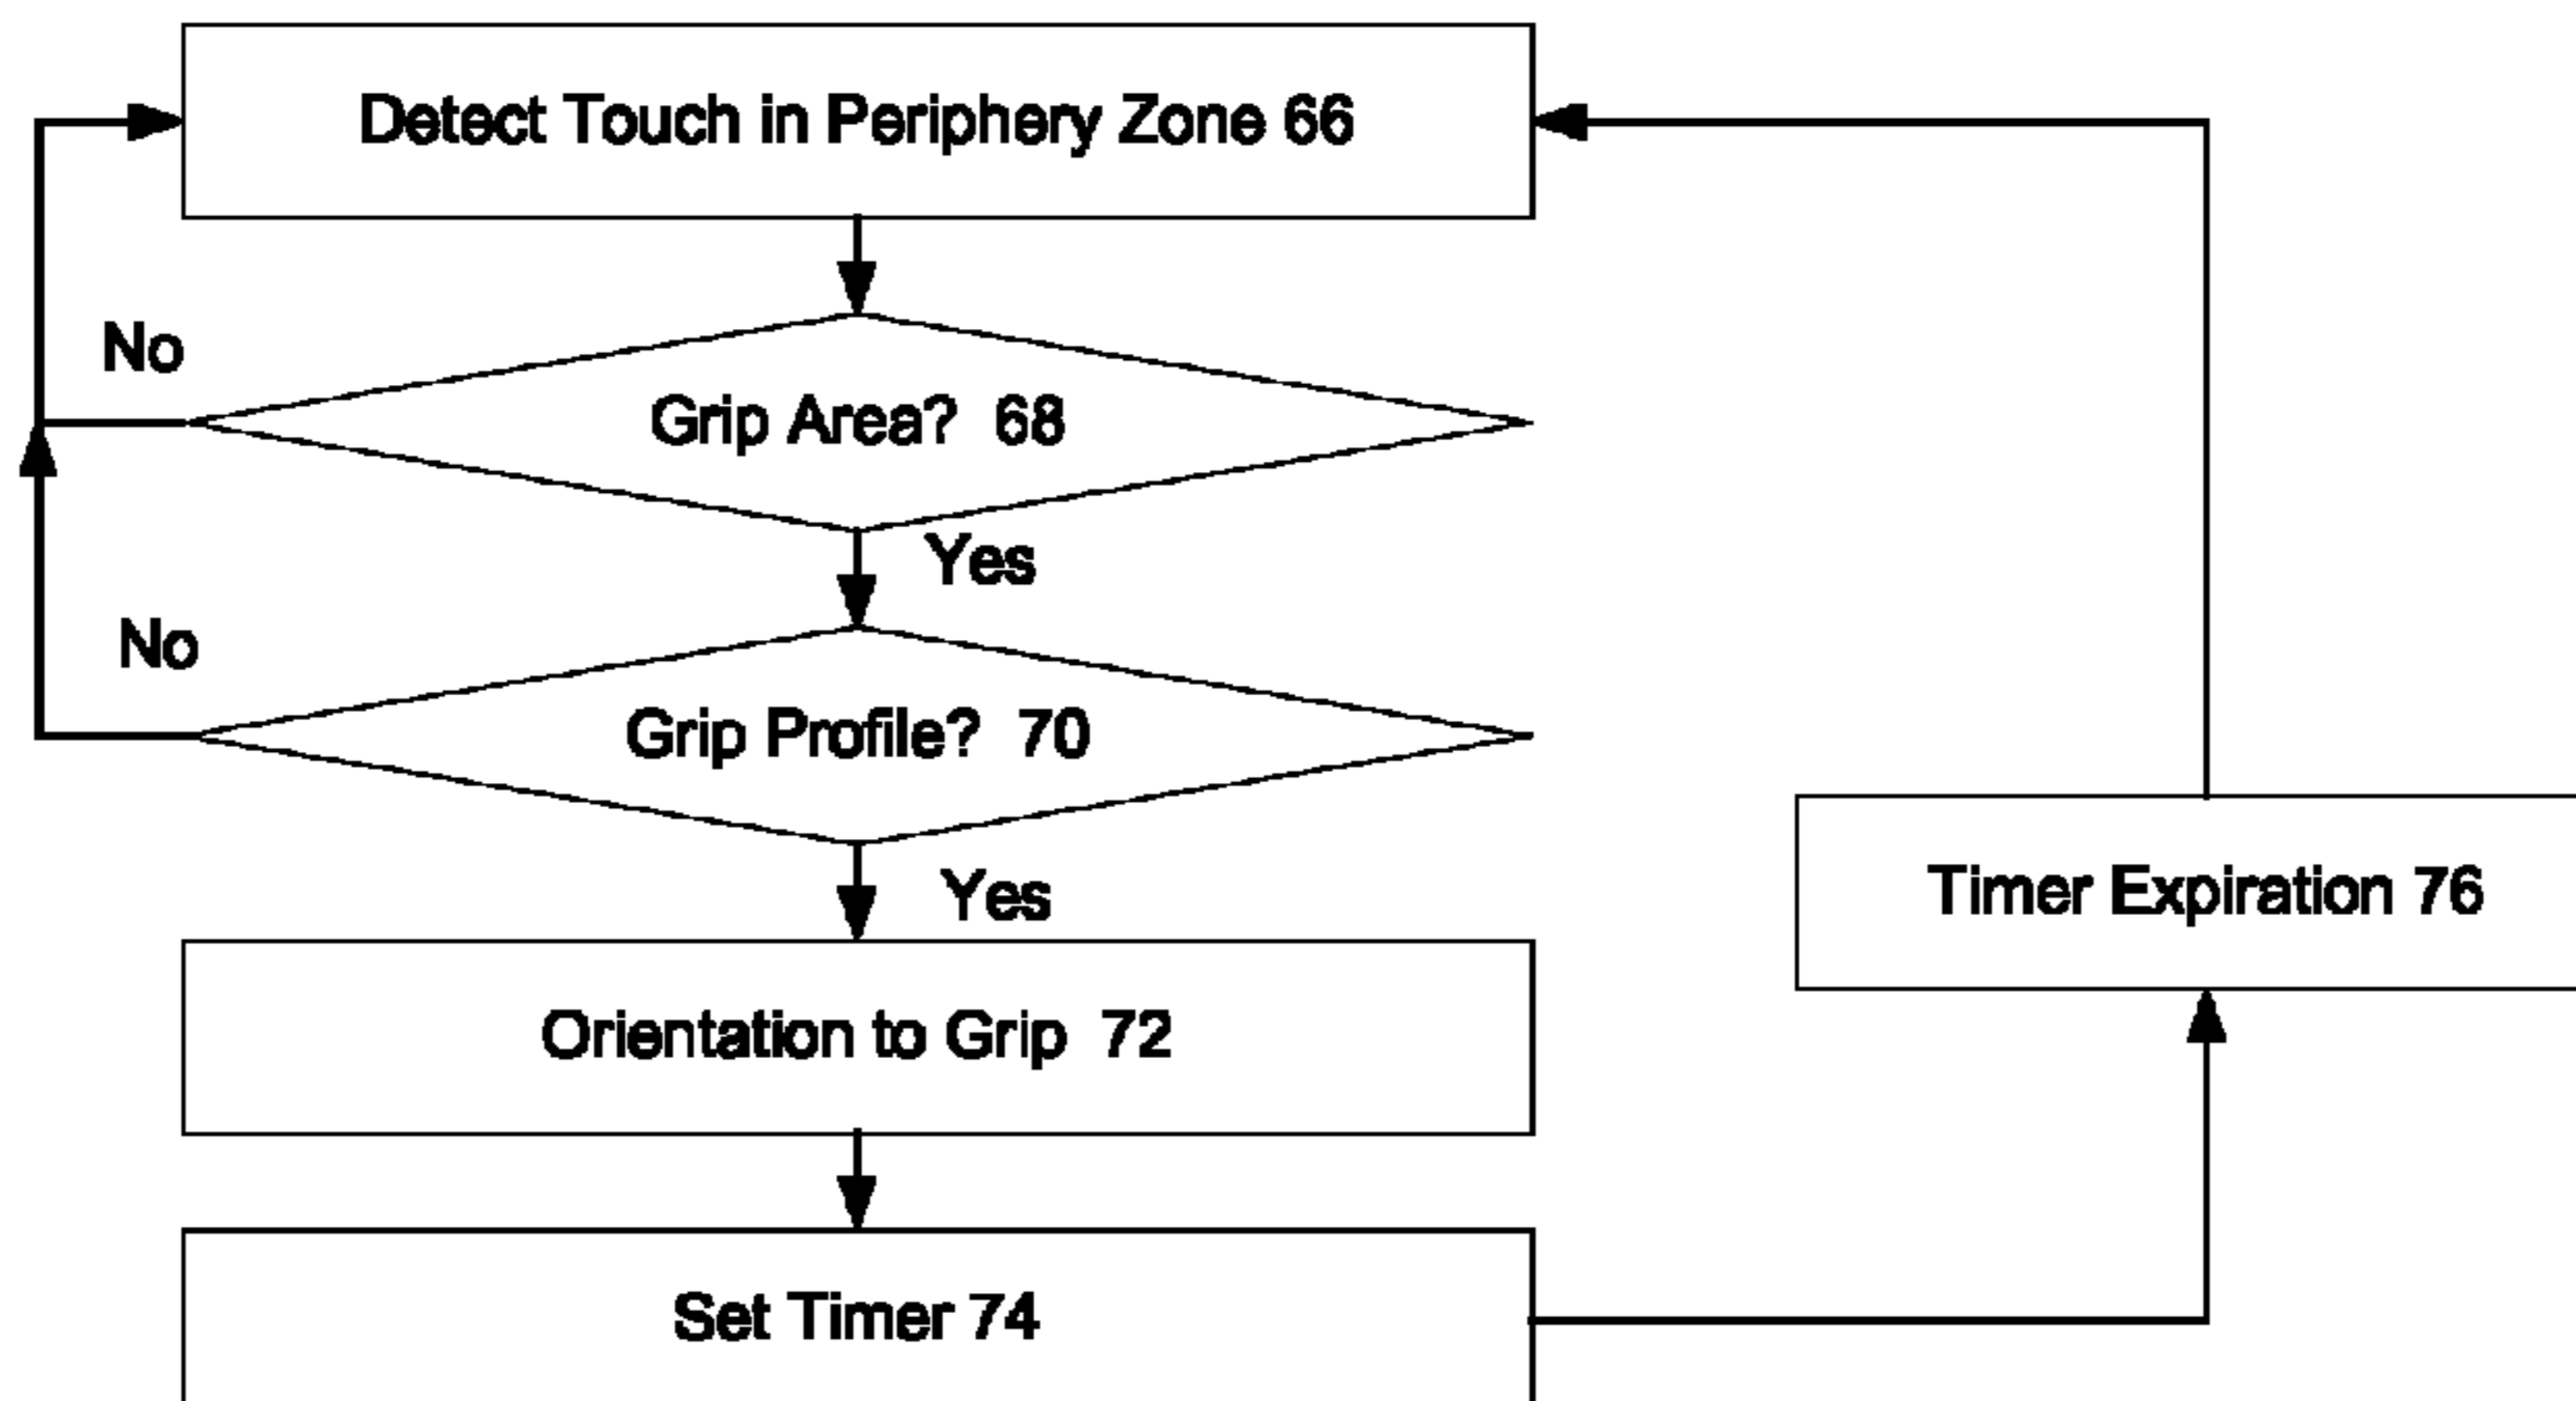 Detect Touch in Periphery Zone 66
No
Grip Area? 68
Yes
No
Grip Profile? 70
Yes
Timer Expiration 76
Orientation to Grip 72
Set Timer 74